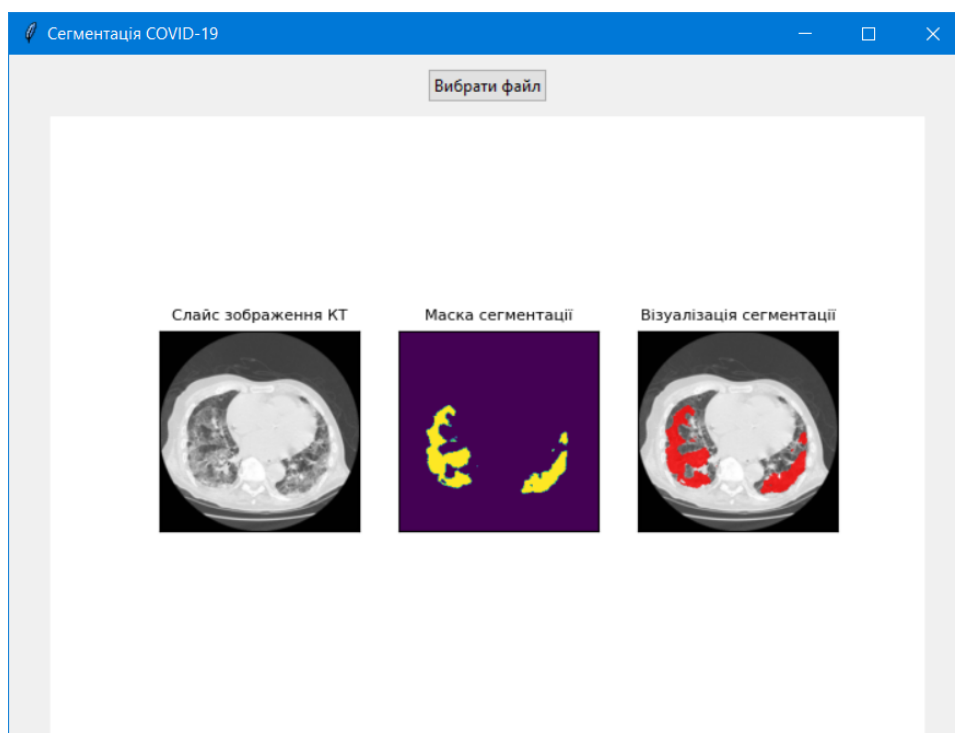 Сегментація COVID-19
Вибрати файл
Слайс зображення КТ
Маска сегментації
Візуалізація сегментації